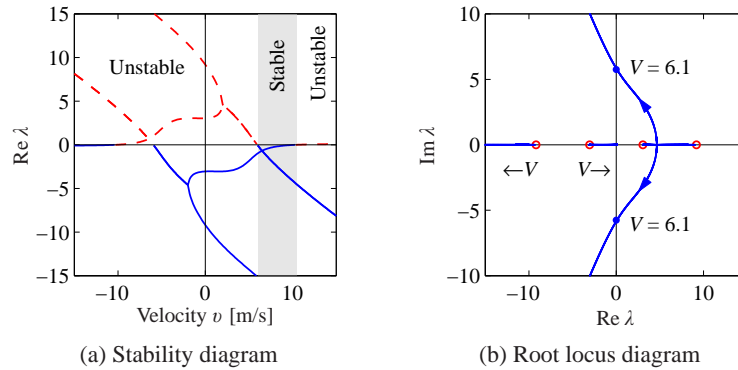 15
10
5
0
−5
−10
−15
Re λ
Unstable
Stable
Unstable
−10
0
10
Velocity v [m/s]
(a) Stability diagram
10
5
0
−5
−10
Im λ
V = 6.1
←V
V→
V = 6.1
−10
0
10
Re λ
(b) Root locus diagram